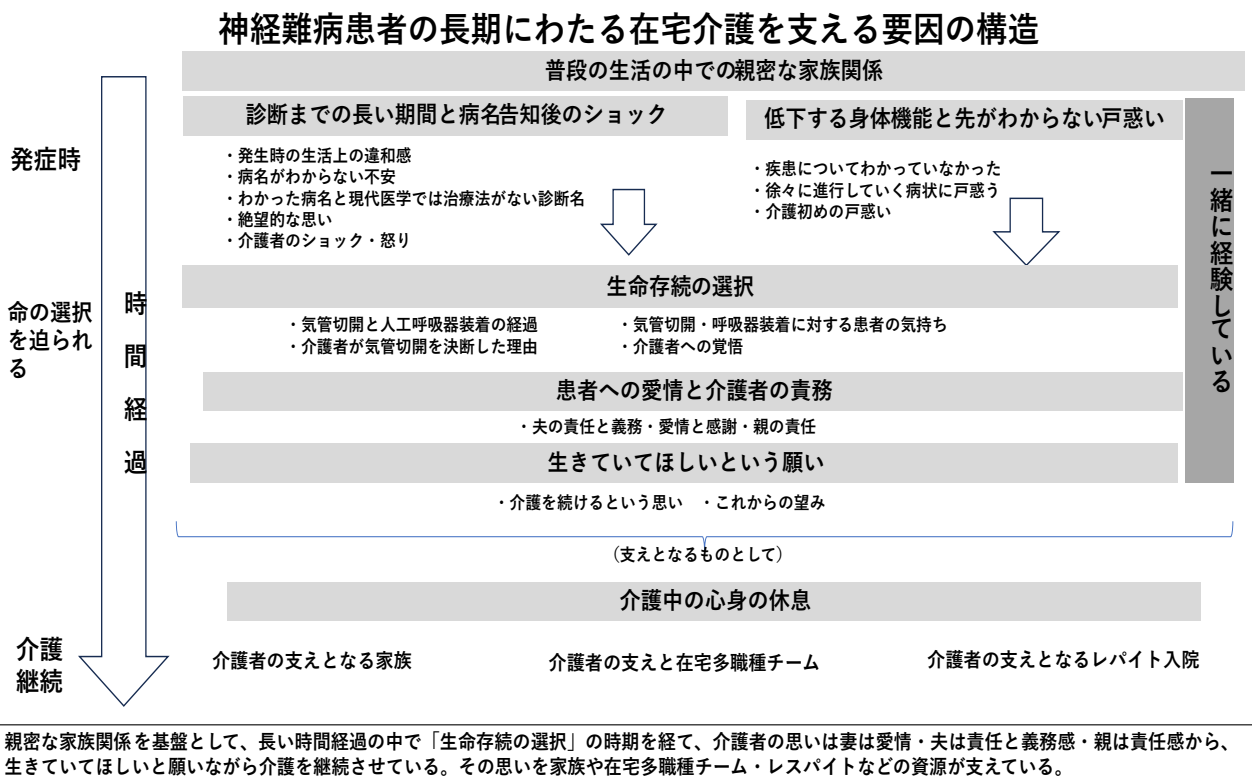 神経難病患者の長期にわたる在宅介護を支える要因の構造
普段の生活の中での親密な家族関係
診断までの長い期間と病名告知後のショック
低下する身体機能と先がわからない戸惑い
発症時
・発生時の生活上の違和感
・病名がわからない不安
・わかった病名と現代医学では治療法がない診断名
・絶望的な思い
・介護者のショック・怒り
・疾患についてわかっていなかった
・徐々に進行していく病状に戸惑う
・介護初めの戸惑い
一緒に経験している
時間経過
生命存続の選択
命の選択
を迫られ
る
・気管切開と人工呼吸器装着の経過
・介護者が気管切開を決断した理由
・気管切開・呼吸器装着に対する患者の気持ち
・介護者への覚悟
患者への愛情と介護者の責務
・夫の責任と義務・愛情と感謝・親の責任
生きていてほしいという願い
・介護を続けるという思い ・これからの望み
（支えとなるものとして）
介護中の心身の休息
介護
継続
介護者の支えとなる家族
介護者の支えと在宅多職種チーム
介護者の支えとなるレパイト入院
親密な家族関係を基盤として、長い時間経過の中で「生命存続の選択」の時期を経て、介護者の思いは妻は愛情・夫は責任と義務感・親は責任感から、
生きていてほしいと願いながら介護を継続させている。その思いを家族や在宅多職種チーム・レスパイトなどの資源が支えている。